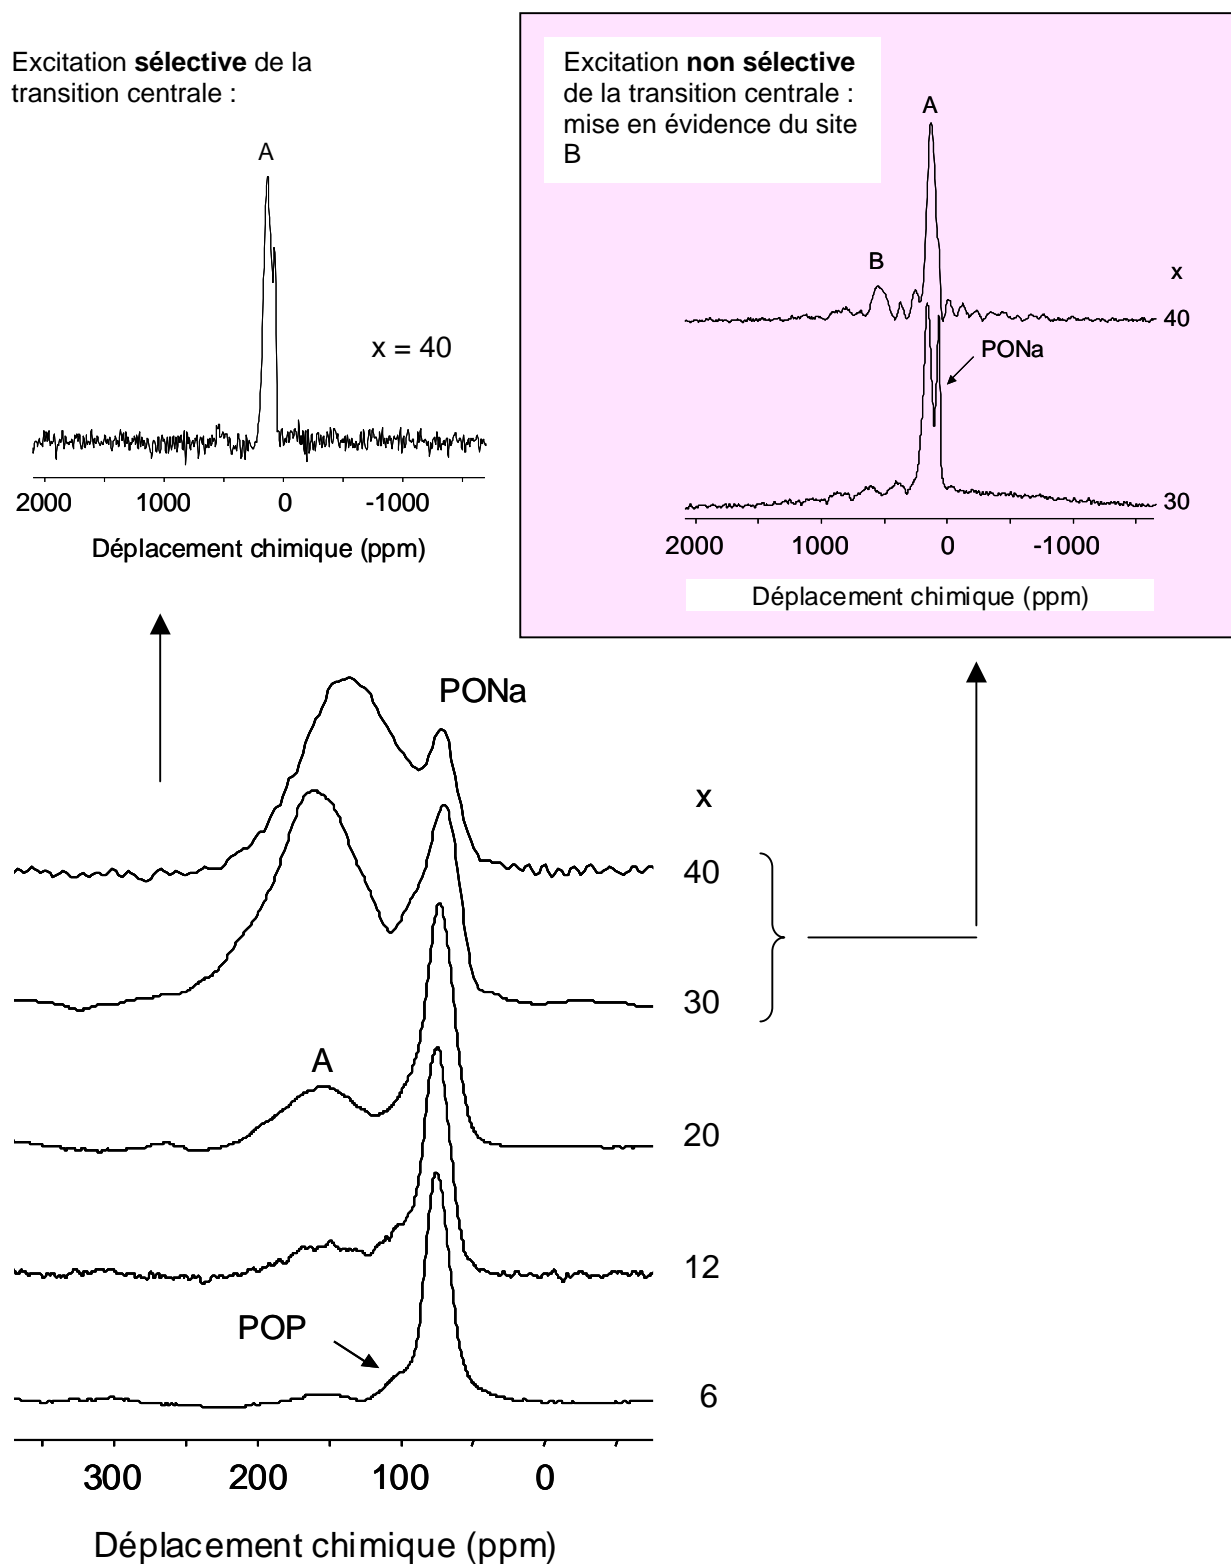 Excitation sélective de la
transition centrale :
A
x = 40
2000 1000 0 -1000
Déplacement chimique (ppm)
Excitation non sélective
de la transition centrale :
mise en évidence du site
B
A
B
x
40
PONa
30
2000 1000 0 -1000
Déplacement chimique (ppm)
PONa
x
40
30
A
20
12
POP
6
300 200 100 0
Déplacement chimique (ppm)